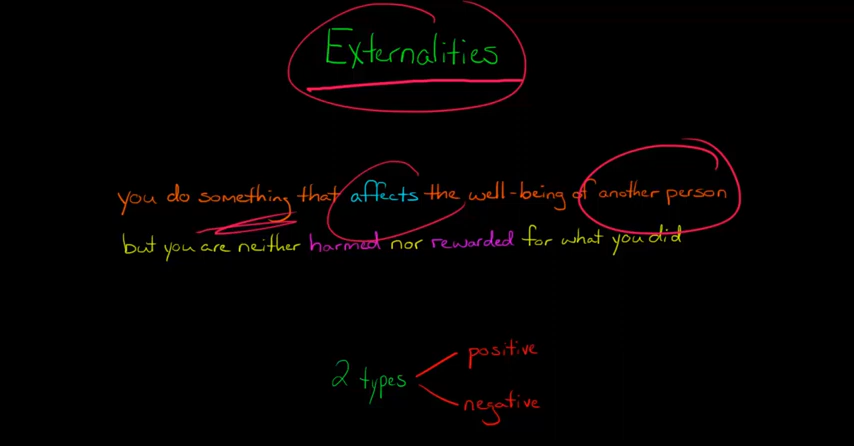 Externalities
you do something that affects the well-being of another person
but you are neither harmed nor rewarded for what you did
2 types
positive
negative